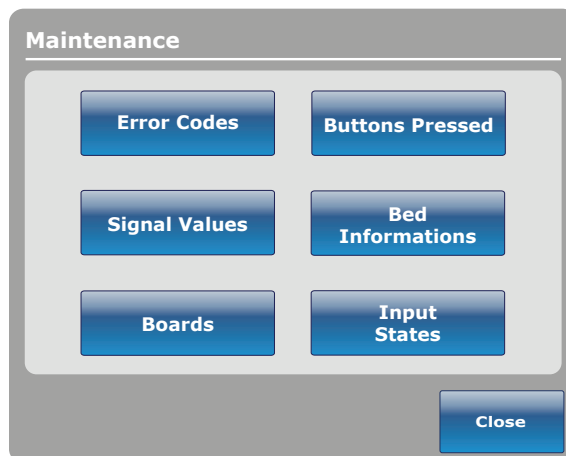 Maintenance
Error Codes
Buttons Pressed
Signal Values
Bed
Informations
Boards
Input
States
Close